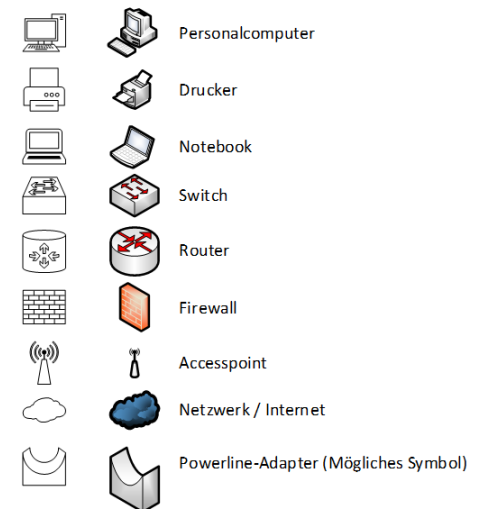 Personalcomputer
Drucker
Notebook
Switch
Router
Firewall
Accesspoint
Netzwerk / Internet
Powerline-Adapter (Mögliches Symbol)